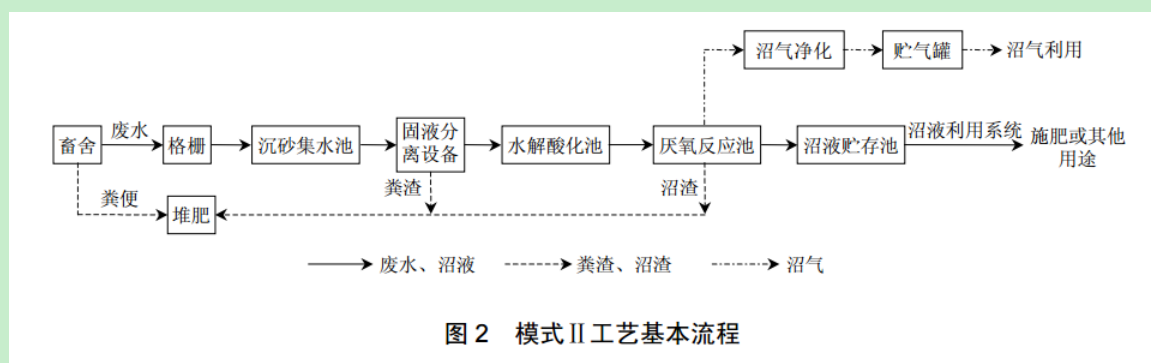 沼气净化
贮气罐
沼气利用
畜舍
废水
格栅
沉砂集水池
固液分
离设备
水解酸化池
厌氧反应池
沼液贮存池
沼液利用系统
施肥或其他
用途
粪便
堆肥
粪渣
沼渣
废水、沼液
粪渣、沼渣
沼气
图 2 模式Ⅱ工艺基本流程